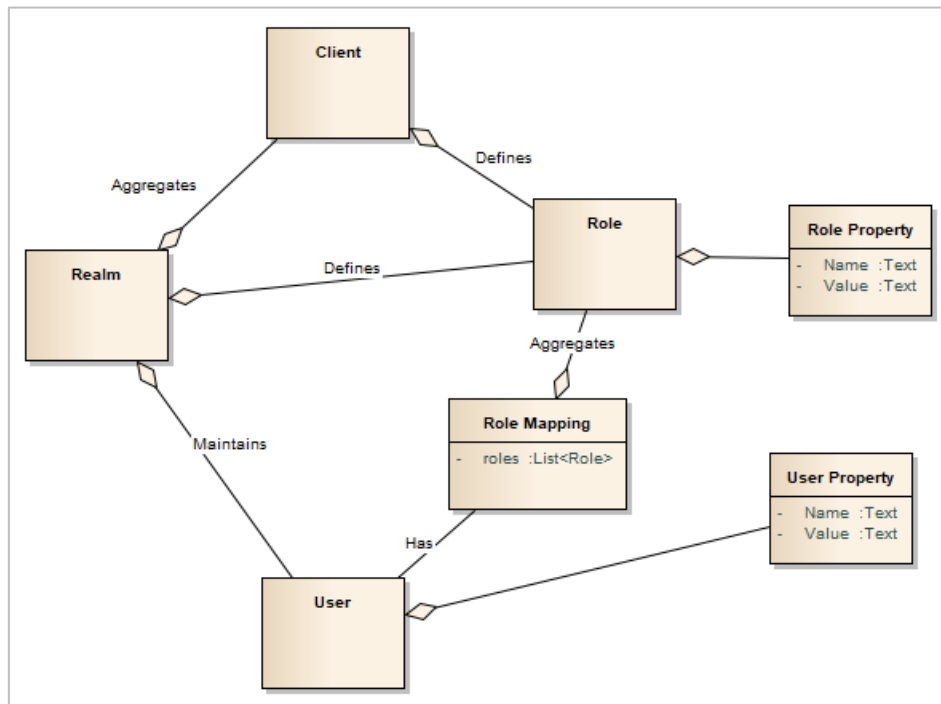 Client
Defines
Aggregates
Role
Role Property
- Name :Text
- Value :Text
Realm
Defines
Aggregates
Role Mapping
- roles :List<Role>
Maintains
User Property
- Name :Text
- Value :Text
Has
User